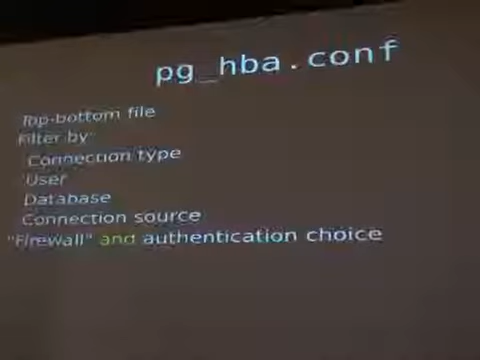 pg_hba.conf
Top-bottom file
Filter by
Connection type
User
Database
Connection source
"Firewall" and authentication choice